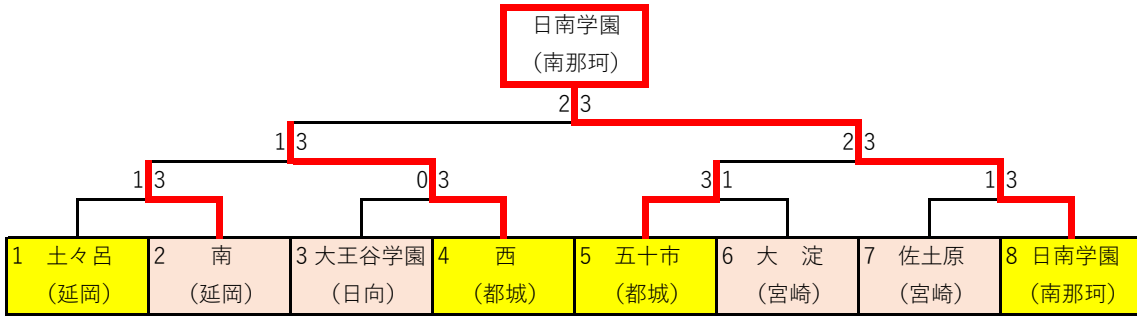 日南学園
(南那珂)
2 3
1 3
2 3
1 3
0 3
3 1
1 3
1 土々呂
(延岡)
2 南
(延岡)
3 大王谷学園
(日向)
4 西
(都城)
5 五十市
(都城)
6 大 淀
(宮崎)
7 佐土原
(宮崎)
8 日南学園
(南那珂)